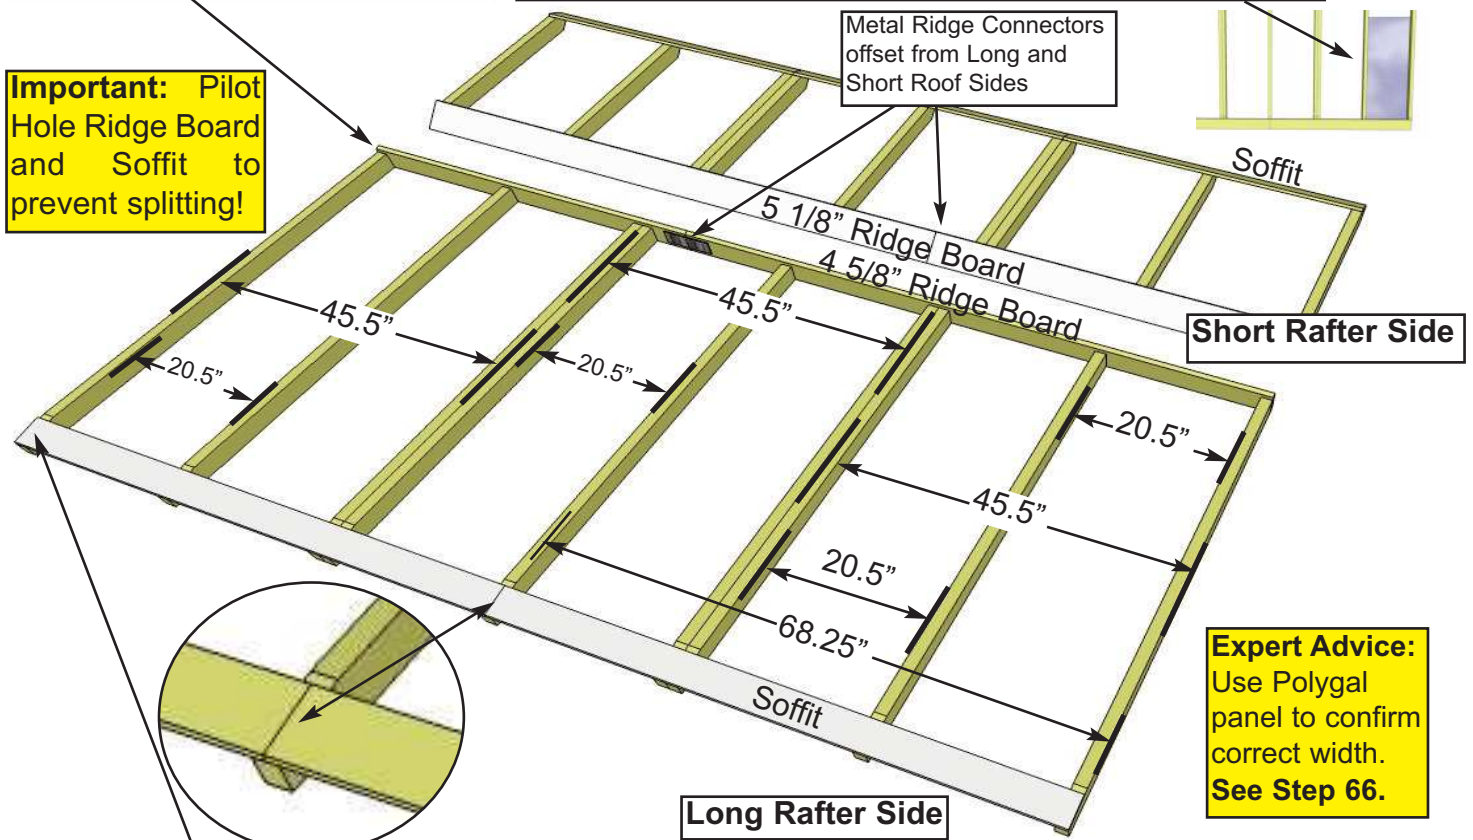 Metal Ridge Connectors
offset from Long and
Short Roof Sides
Important: Pilot
Hole Ridge Board
and Soffit to
prevent splitting!
Soffit
5 1/8” Ridge Board
4 5/8” Ridge Board
45.5”
45.5”
Short Rafter Side
20.5”
20.5”
20.5”
45.5”
20.5”
68.25”
Soffit
Expert Advice:
Use Polygal
panel to confirm
correct width.
See Step 66.
Long Rafter Side